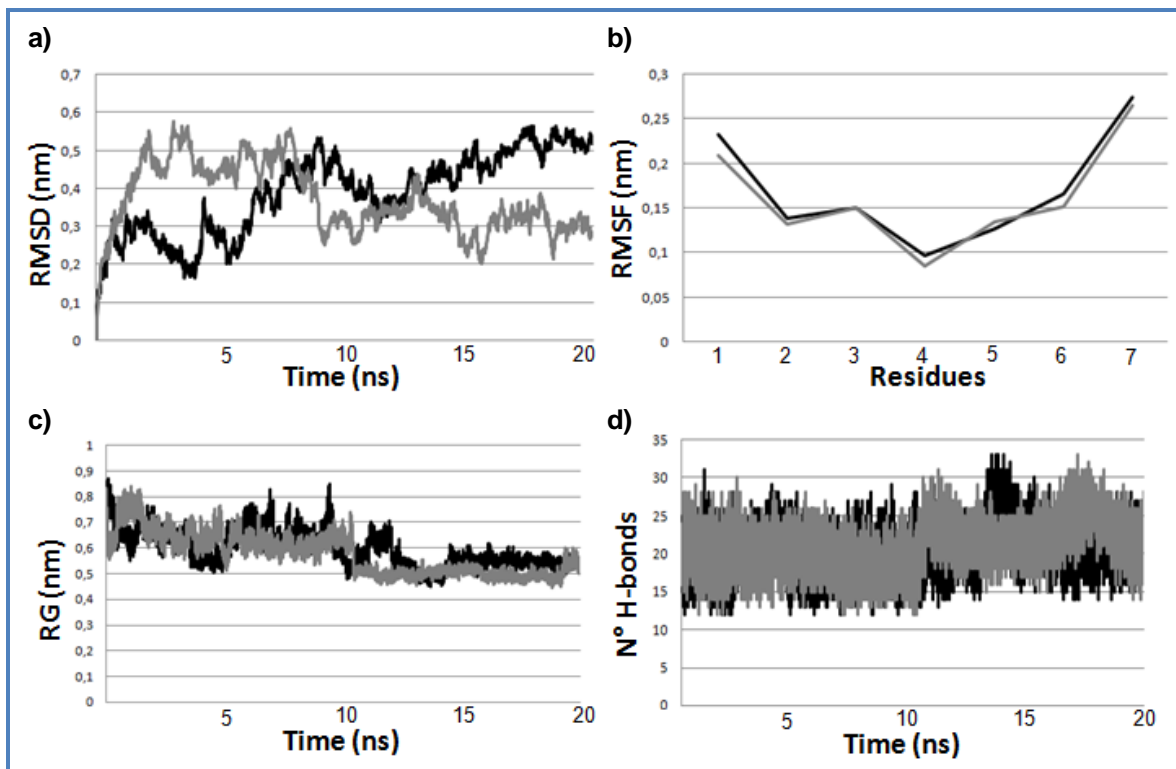 a)
0,7
0,6
0,5
0,4
0,3
0,2
0,1
0
RMSD (nm)
5 10 15 20
Time (ns)
b)
0,3
0,25
0,2
0,15
0,1
0,05
0
RMSF (nm)
1 2 3 4 5 6 7
Residues
c)
1
0,9
0,8
0,7
0,6
0,5
0,4
0,3
0,2
0,1
0
RG (nm)
5 10 15 20
Time (ns)
d)
35
30
25
20
15
10
5
0
N° H-bonds
5 10 15 20
Time (ns)